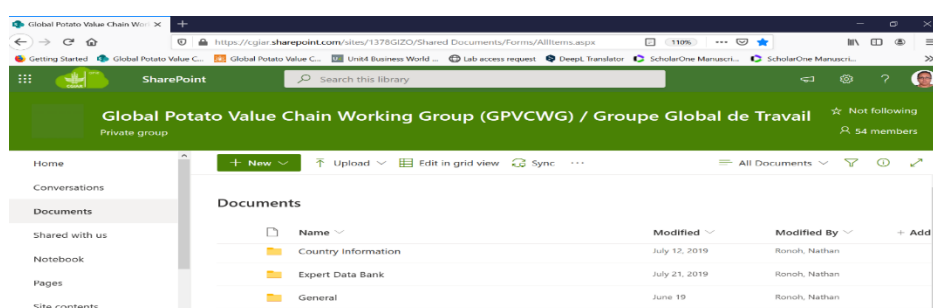 Global Potato Value Chain Wor
https://cgiar.sharepoint.com/sites/1378GIZO/Shared Documents/Forms/AllItems.aspx
110%
Getting Started
Global Potato Value C...
Global Potato Value C...
Unit4 Business World ...
Lab access request
DeepL Translator
ScholarOne Manuscri...
ScholarOne Manuscri...
SharePoint
Search this library
Global Potato Value Chain Working Group (GPVCWG) / Groupe Global de Travail
Not following
Private group
54 members
Home
New
Upload
Edit in grid view
Sync
All Documents
Conversations
Documents
Documents
Shared with us
Name
Modified
Modified By
+ Add
Country Information
July 12, 2019
Ronoh, Nathan
Notebook
Expert Data Bank
July 21, 2019
Ronoh, Nathan
Pages
General
June 19
Ronoh, Nathan
Site contents